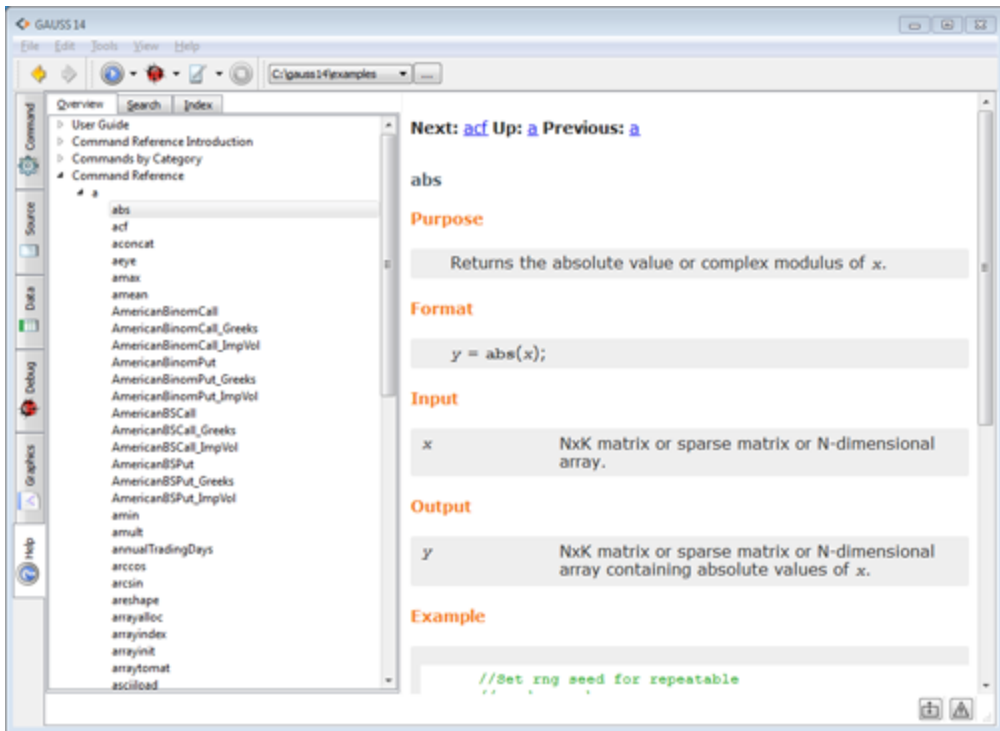 GAUSS 14
File Edit Tools View Help
C:\gauss14\examples
...
Command
Source
Data
Debug
Graphics
Help
Overview Search Index
User Guide
Command Reference Introduction
Commands by Category
Command Reference
a
abs
acf
aconcat
aeye
amax
amean
AmericanBinomCall
AmericanBinomCall_Greeks
AmericanBinomCall_ImpVol
AmericanBinomPut
AmericanBinomPut_Greeks
AmericanBinomPut_ImpVol
AmericanBSCall
AmericanBSCall_Greeks
AmericanBSCall_ImpVol
AmericanBSPut
AmericanBSPut_Greeks
AmericanBSPut_ImpVol
amin
amult
annualTradingDays
arccos
arcsin
areshape
arrayalloc
arrayindex
arrayinit
arraytomat
asciiload
Next: acf Up: a Previous: a
abs
Purpose
Returns the absolute value or complex modulus of x.
Format
y = abs(x);
Input
x NxK matrix or sparse matrix or N-dimensional
array.
Output
y NxK matrix or sparse matrix or N-dimensional
array containing absolute values of x.
Example
//Set rng seed for repeatable